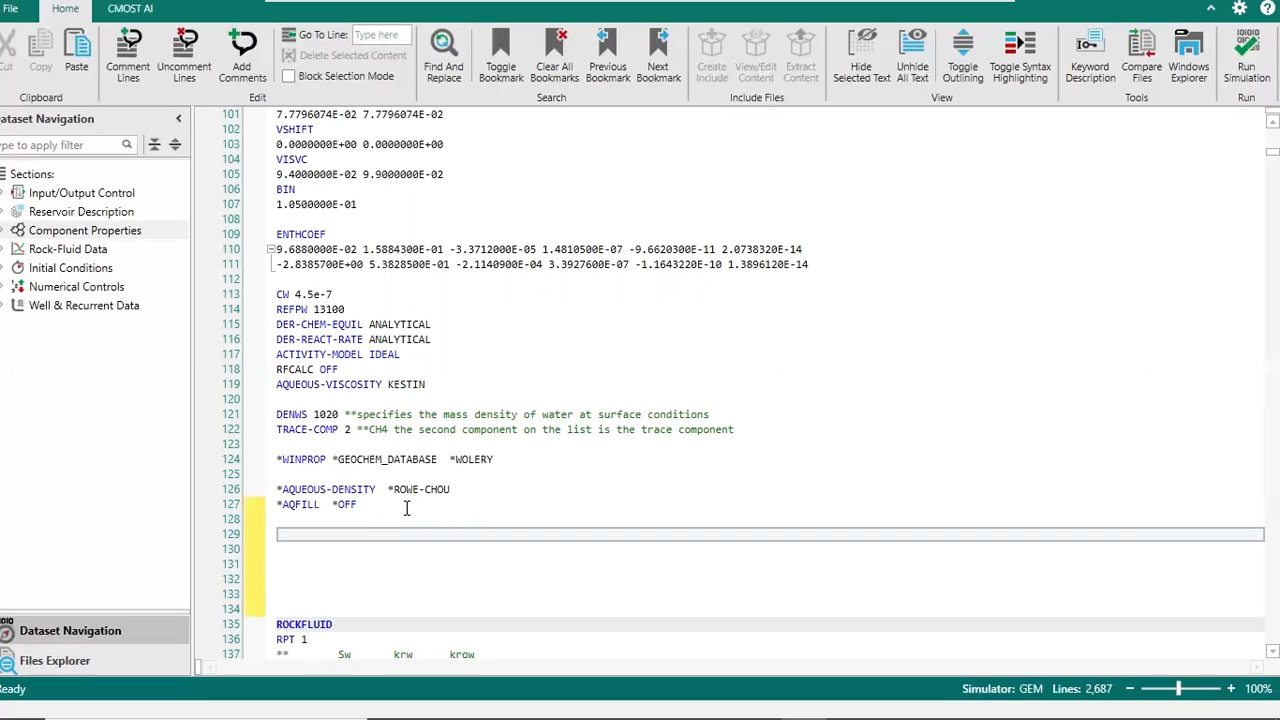 File Home CMOST AI
Cut Copy Paste
Clipboard
Comment Lines Uncomment Lines Add Comments
Go To Line: Type here
Delete Selected Content
Block Selection Mode
Edit
Find And Replace Toggle Bookmark Clear All Bookmarks Previous Bookmark Next Bookmark
Search
Create Include View/Edit Content Extract Content
Include Files
Hide Selected Text Unhide All Text Toggle Outlining Toggle Syntax Highlighting
View
Keyword Description Compare Files Windows Explorer
Tools
Run Simulation
Run
Dataset Navigation
Type to apply filter
Sections:
Input/Output Control
Reservoir Description
Component Properties
Rock-Fluid Data
Initial Conditions
Numerical Controls
Well & Recurrent Data
Dataset Navigation
Files Explorer
101 7.7796074E-02 7.7796074E-02
102 VSHIFT
103 0.0000000E+00 0.0000000E+00
104 VISVC
105 9.4000000E-02 9.9000000E-02
106 BIN
107 1.0500000E-01
108
109 ENTHCOEF
110 9.6880000E-02 1.5884300E-01 -3.3712000E-05 1.4810500E-07 -9.6620300E-11 2.0738320E-14
111 -2.8385700E+00 5.3828500E-01 -2.1140900E-04 3.3927600E-07 -1.1643220E-10 1.3896120E-14
112
113 CW 4.5e-7
114 REFPW 13100
115 DER-CHEM-EQUIL ANALYTICAL
116 DER-REACT-RATE ANALYTICAL
117 ACTIVITY-MODEL IDEAL
118 RFCALC OFF
119 AQUEOUS-VISCOSITY KESTIN
120
121 DENWS 1020 **specifies the mass density of water at surface conditions
122 TRACE-COMP 2 **CH4 the second component on the list is the trace component
123
124 *WINPROP *GEOCHEM_DATABASE *WOLERY
125
126 *AQUEOUS-DENSITY *ROWE-CHOU
127 *AQFILL *OFF
128
129
130
131
132
133
134
135 ROCKFLUID
136 RPT 1
137 ** Sw krw krow
Ready
Simulator: GEM Lines: 2,687 100%